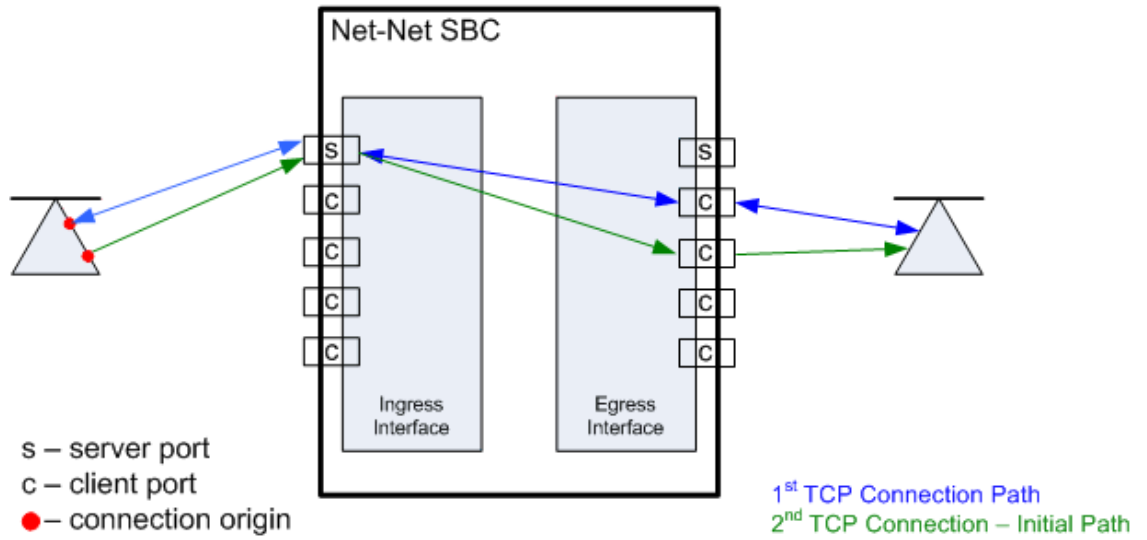 Net-Net SBC
S
C
C
C
C
S
C
C
C
C
Ingress
Interface
Egress
Interface
s – server port
c – client port
– connection origin
1st TCP Connection Path
2nd TCP Connection – Initial Path